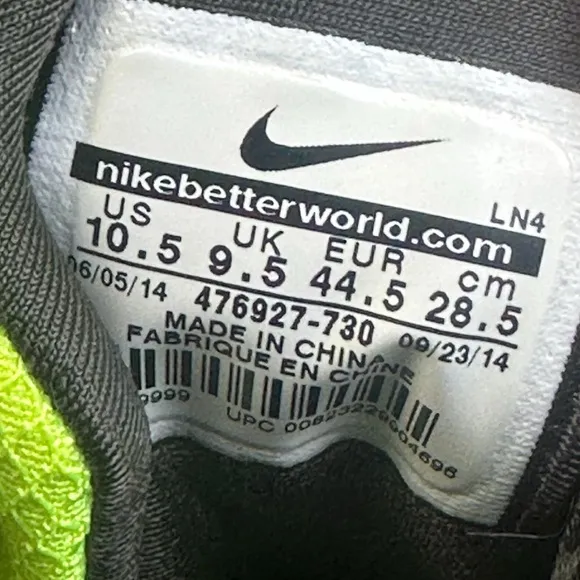 nikebetterworld.com
LN4
US UK EUR cm
10.5 9.5 44.5 28.5
06/05/14 476927-730 09/23/14
MADE IN CHINA
FABRIQUE EN CHINE
9999
UPC